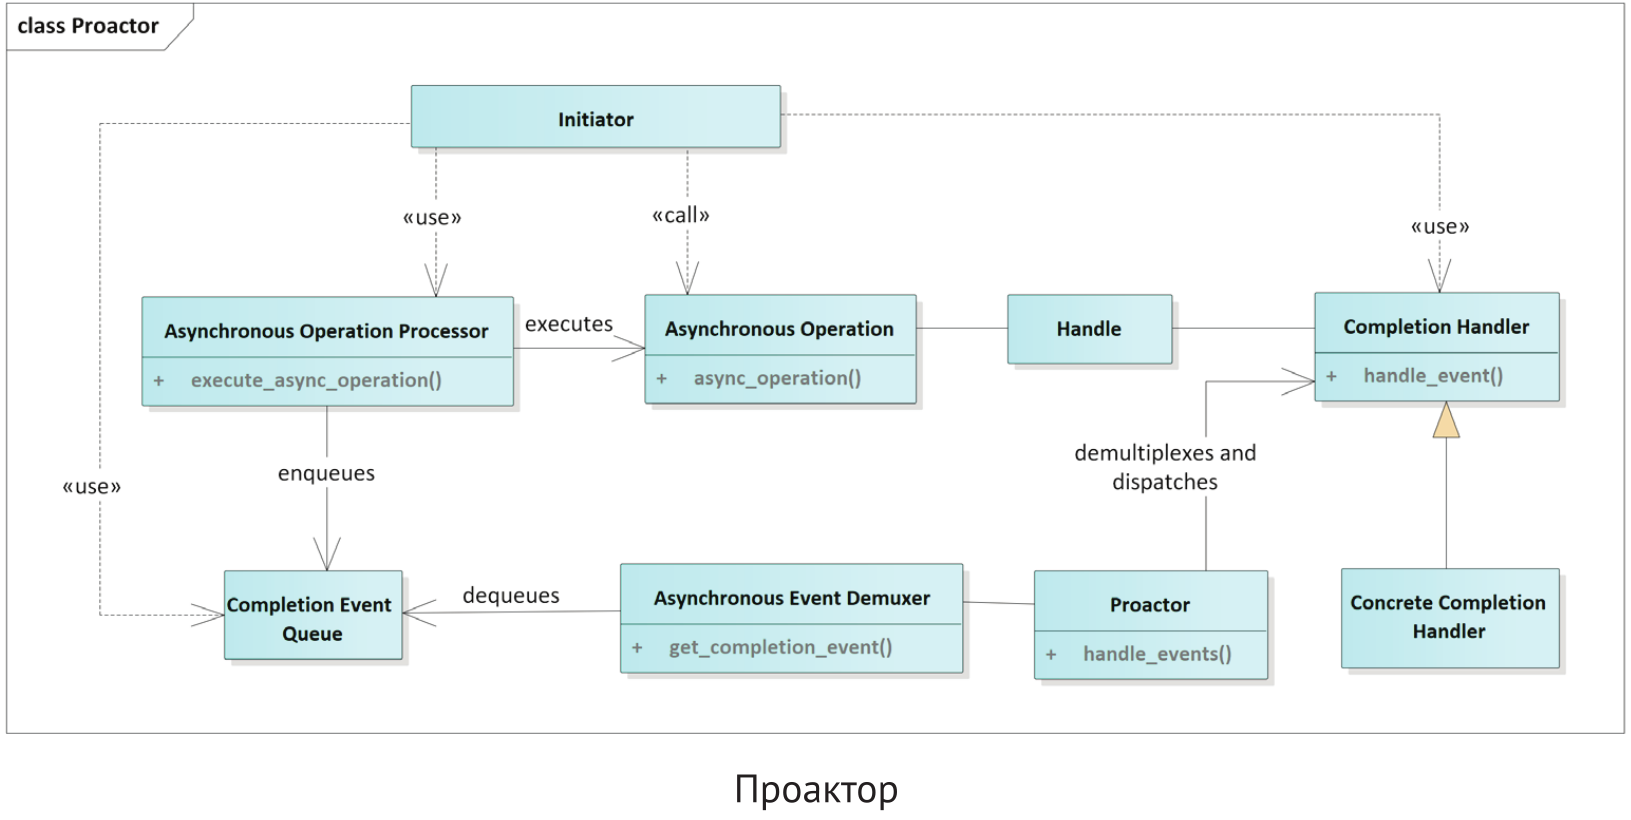 class Proactor
Initiator
«use»
«call»
«use»
Asynchronous Operation Processor
+ execute_async_operation()
executes
Asynchronous Operation
+ async_operation()
Handle
Completion Handler
+ handle_event()
enqueues
«use»
demultiplexes and
dispatches
Completion Event
Queue
dequeues
Asynchronous Event Demuxer
+ get_completion_event()
Proactor
+ handle_events()
Concrete Completion
Handler
Проактор